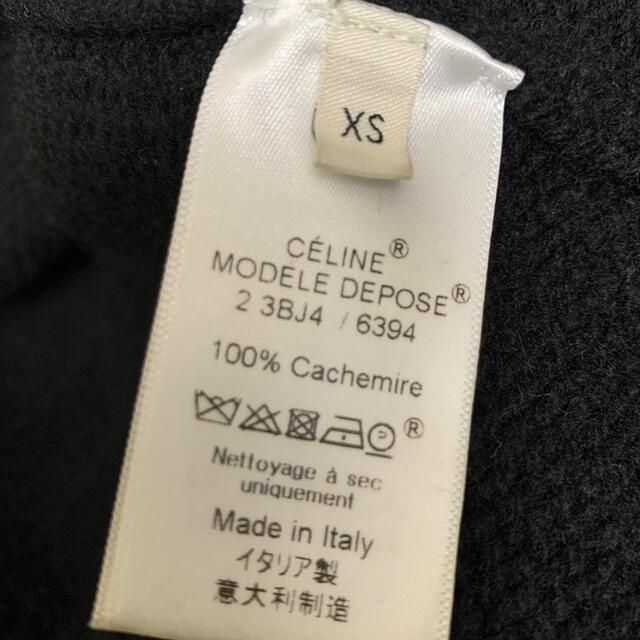 XS
CÉLINE®
MODELE DEPOSE®
2 3BJ4 / 6394
100% Cachemire
®
Nettoyage à sec
uniquement
Made in Italy
イタリア製
意大利制造